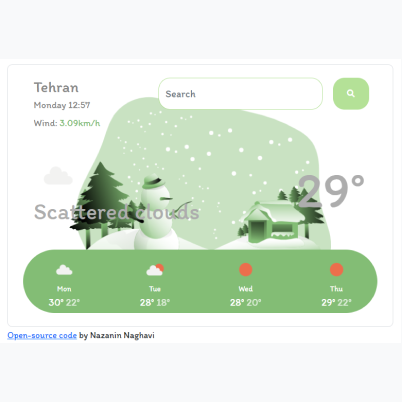 Tehran
Monday 12:57
Wind: 3.09km/h
Search
29°
Scattered clouds
Mon Tue Wed Thu
30° 22° 28° 18° 28° 20° 29° 22°
Open-source code by Nazanin Naghavi